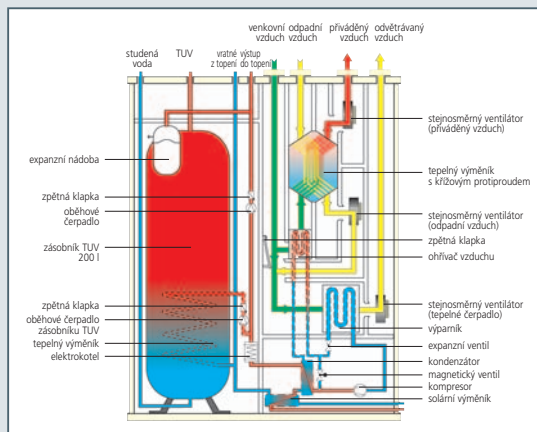 venkovní odpadní přiváděný odvětrávaný
vzduch vzduch vzduch vzduch
studená TUV vratné výstup
voda z topení do topení
expanzní nádoba
zpětná klapka
oběhové
čerpadlo
zásobník TUV
200 l
zpětná klapka
oběhové čerpadlo
zásobníku TUV
tepelný výměník
elektrokotel
stejnosměrný ventilátor
(přiváděný vzduch)
tepelný výměník
s křížovým protiproudem
stejnosměrný ventilátor
(odpadní vzduch)
zpětná klapka
ohřívač vzduchu
stejnosměrný ventilátor
(tepelné čerpadlo)
výparník
expanzní ventil
kondenzátor
magnetický ventil
kompresor
solární výměník